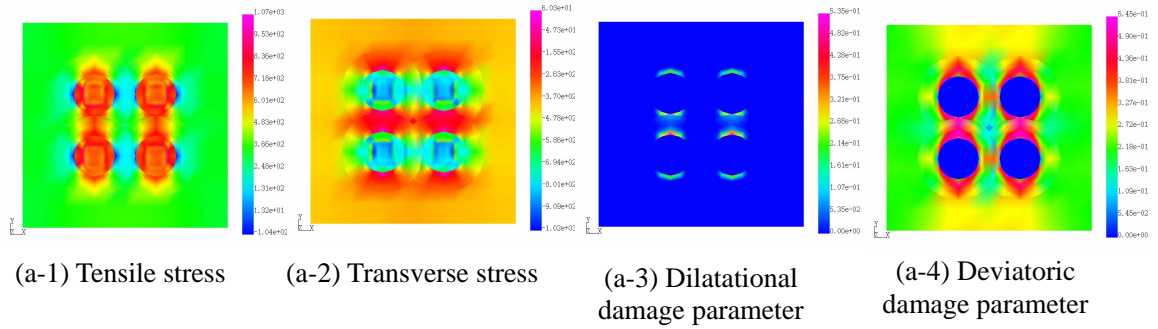 1.07e+03
9.53e+02
8.36e+02
7.18e+02
6.01e+02
4.83e+02
3.66e+02
2.48e+02
1.31e+02
1.32e+01
-1.04e+02
Y
Z X
6.03e+01
-4.73e+01
-1.55e+02
-2.63e+02
-3.70e+02
-4.78e+02
-5.86e+02
-6.94e+02
-8.01e+02
-9.09e+02
-1.02e+03
Y
Z X
5.35e-01
4.82e-01
4.28e-01
3.75e-01
3.21e-01
2.68e-01
2.14e-01
1.61e-01
1.07e-01
5.35e-02
0.00e+00
Y
Z X
5.45e-01
4.90e-01
4.36e-01
3.82e-01
3.27e-01
2.73e-01
2.18e-01
1.63e-01
1.09e-01
5.45e-02
0.00e+00
Y
Z X
(a-1) Tensile stress
(a-2) Transverse stress
(a-3) Dilatational
damage parameter
(a-4) Deviatoric
damage parameter